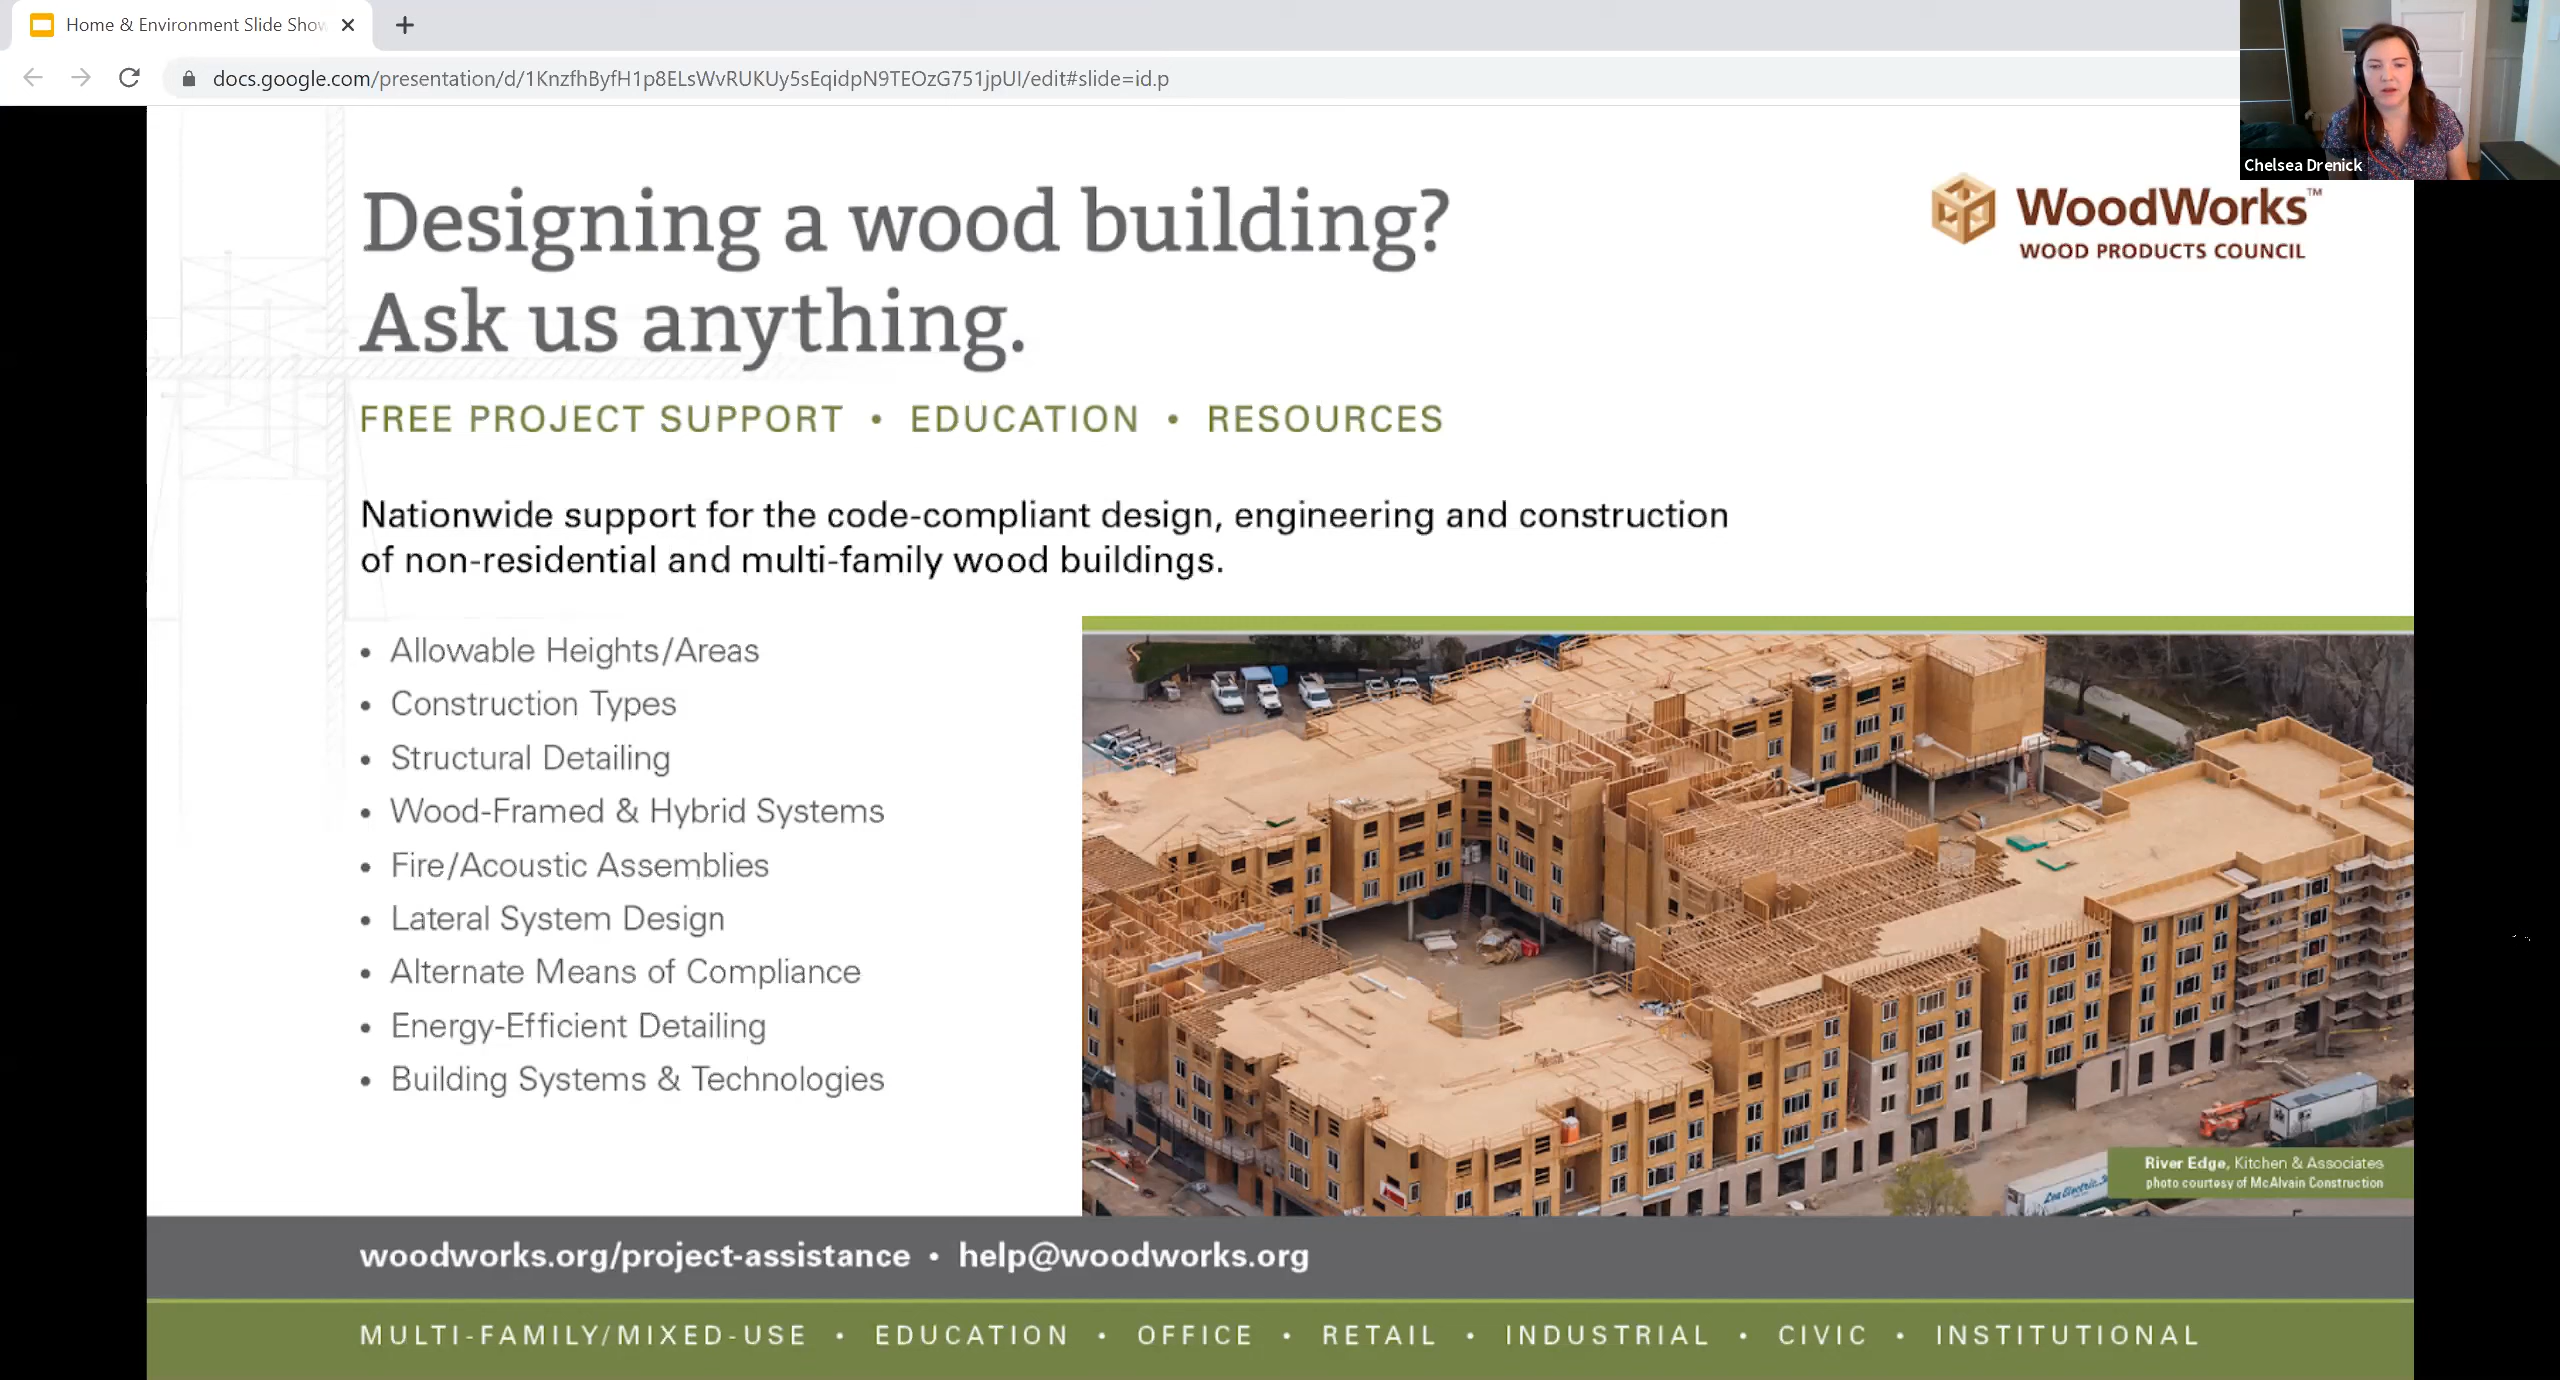 Home & Environment Slide Show
docs.google.com/presentation/d/1KnzfhByfH1p8ELsWvRUKUy5sEqidpN9TEOzG751jpUI/edit#slide=id.p
Chelsea Drenick
Designing a wood building?
Ask us anything.
WoodWorks™
WOOD PRODUCTS COUNCIL
FREE PROJECT SUPPORT • EDUCATION • RESOURCES
Nationwide support for the code-compliant design, engineering and construction
of non-residential and multi-family wood buildings.
• Allowable Heights/Areas
• Construction Types
• Structural Detailing
• Wood-Framed & Hybrid Systems
• Fire/Acoustic Assemblies
• Lateral System Design
• Alternate Means of Compliance
• Energy-Efficient Detailing
• Building Systems & Technologies
River Edge, Kitchen & Associates
photo courtesy of McAlvain Construction
woodworks.org/project-assistance • help@woodworks.org
MULTI-FAMILY/MIXED-USE • EDUCATION • OFFICE • RETAIL • INDUSTRIAL • CIVIC • INSTITUTIONAL